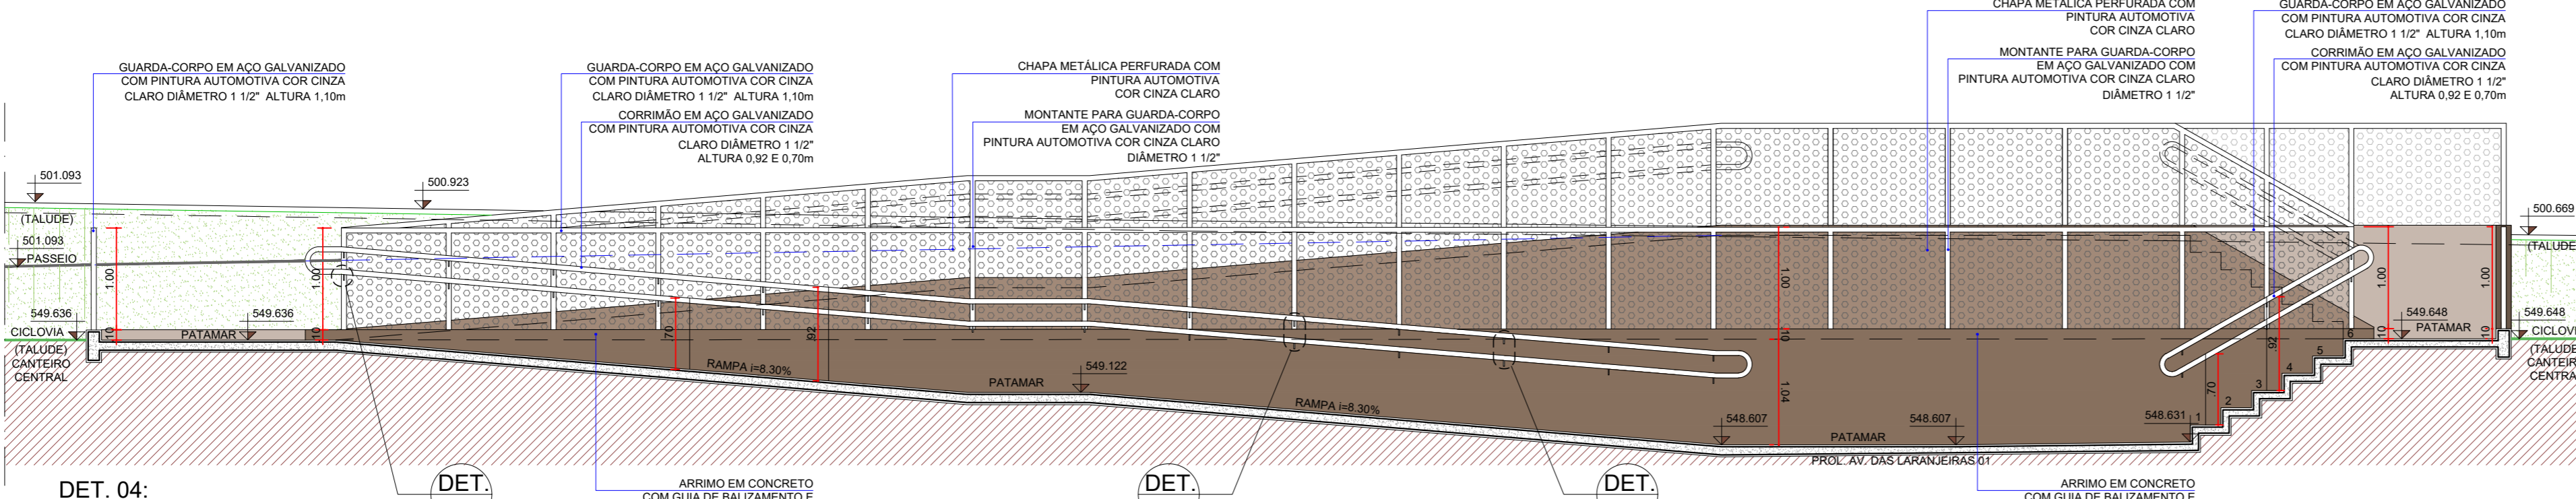 CHAPA METÁLICA PERFURADA COM
PINTURA AUTOMOTIVA
COR CINZA CLARO
GUARDA-CORPO EM AÇO GALVANIZADO
COM PINTURA AUTOMOTIVA COR CINZA
CLARO DIÂMETRO 1 1/2" ALTURA 1,10m
GUARDA-CORPO EM AÇO GALVANIZADO
COM PINTURA AUTOMOTIVA COR CINZA
CLARO DIÂMETRO 1 1/2" ALTURA 1,10m
GUARDA-CORPO EM AÇO GALVANIZADO
COM PINTURA AUTOMOTIVA COR CINZA
CLARO DIÂMETRO 1 1/2" ALTURA 1,10m
CORRIMÃO EM AÇO GALVANIZADO
COM PINTURA AUTOMOTIVA COR CINZA
CLARO DIÂMETRO 1 1/2"
ALTURA 0,92 E 0,70m
CHAPA METÁLICA PERFURADA COM
PINTURA AUTOMOTIVA
COR CINZA CLARO
MONTANTE PARA GUARDA-CORPO
EM AÇO GALVANIZADO COM
PINTURA AUTOMOTIVA COR CINZA CLARO
DIÂMETRO 1 1/2"
MONTANTE PARA GUARDA-CORPO
EM AÇO GALVANIZADO COM
PINTURA AUTOMOTIVA COR CINZA CLARO
DIÂMETRO 1 1/2"
CORRIMÃO EM AÇO GALVANIZADO
COM PINTURA AUTOMOTIVA COR CINZA
CLARO DIÂMETRO 1 1/2"
ALTURA 0,92 E 0,70m
501.093
500.923
500.669
(TALUDE)
(TALUDE
501.093
PASSEIO
1.00
1.00
1.00
1.00
1.00
549.636
549.636
CICLOVIA
PATAMAR
10
10
10
10
10
(TALUDE)
CANTEIRO
CENTRAL
.70
.92
RAMPA i=8.30%
549.122
PATAMAR
RAMPA i=8.30%
1.04
548.607
548.607
PATAMAR
548.631
1
2
3
4
5
6
.70
.92
549.648
PATAMAR
549.648
CICLOVI
(TALUDE
CANTEIR
CENTRA
PROL. AV. DAS LARANJEIRAS 01
DET. 04:
DET.
DET.
DET.
ARRIMO EM CONCRETO
COM GUIA DE BALIZAMENTO E
ARRIMO EM CONCRETO
COM GUIA DE BALIZAMENTO E